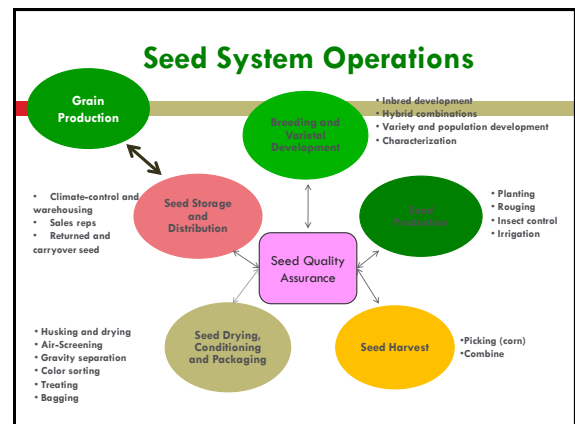 Seed System Operations
Grain
Production
Breeding and
Varietal
Development
• Inbred development
• Hybrid combinations
• Variety and population development
• Characterization
• Climate-control and
warehousing
• Sales reps
• Returned and
carryover seed
Seed Storage
and
Distribution
Seed
Production
• Planting
• Rouging
• Insect control
• Irrigation
Seed Quality
Assurance
• Husking and drying
• Air-Screening
• Gravity separation
• Color sorting
• Treating
• Bagging
Seed Drying,
Conditioning
and Packaging
Seed Harvest
•Picking (corn)
•Combine